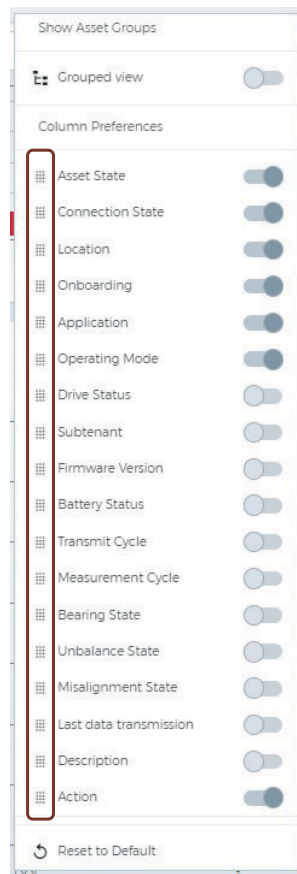 Show Asset Groups
Grouped view
Column Preferences
Asset State
Connection State
Location
Onboarding
Application
Operating Mode
Drive Status
Subtenant
Firmware Version
Battery Status
Transmit Cycle
Measurement Cycle
Bearing State
Unbalance State
Misalignment State
Last data transmission
Description
Action
Reset to Default